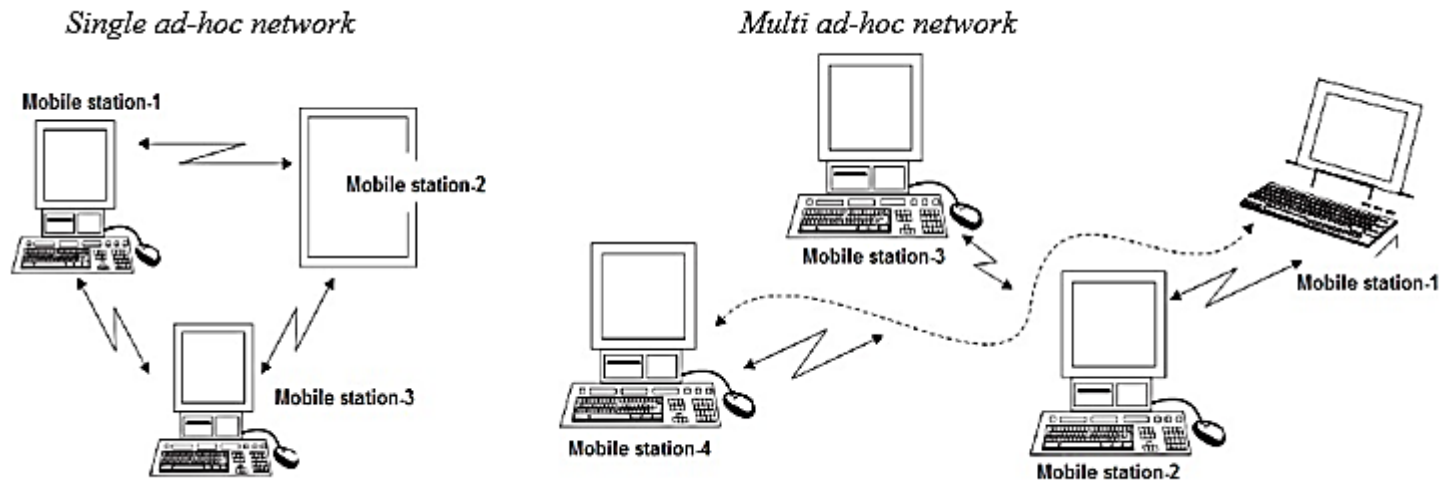 Single ad-hoc network
Mobile station-1
Mobile station-2
Mobile station-3
Multi ad-hoc network
Mobile station-3
Mobile station-1
Mobile station-4
Mobile station-2